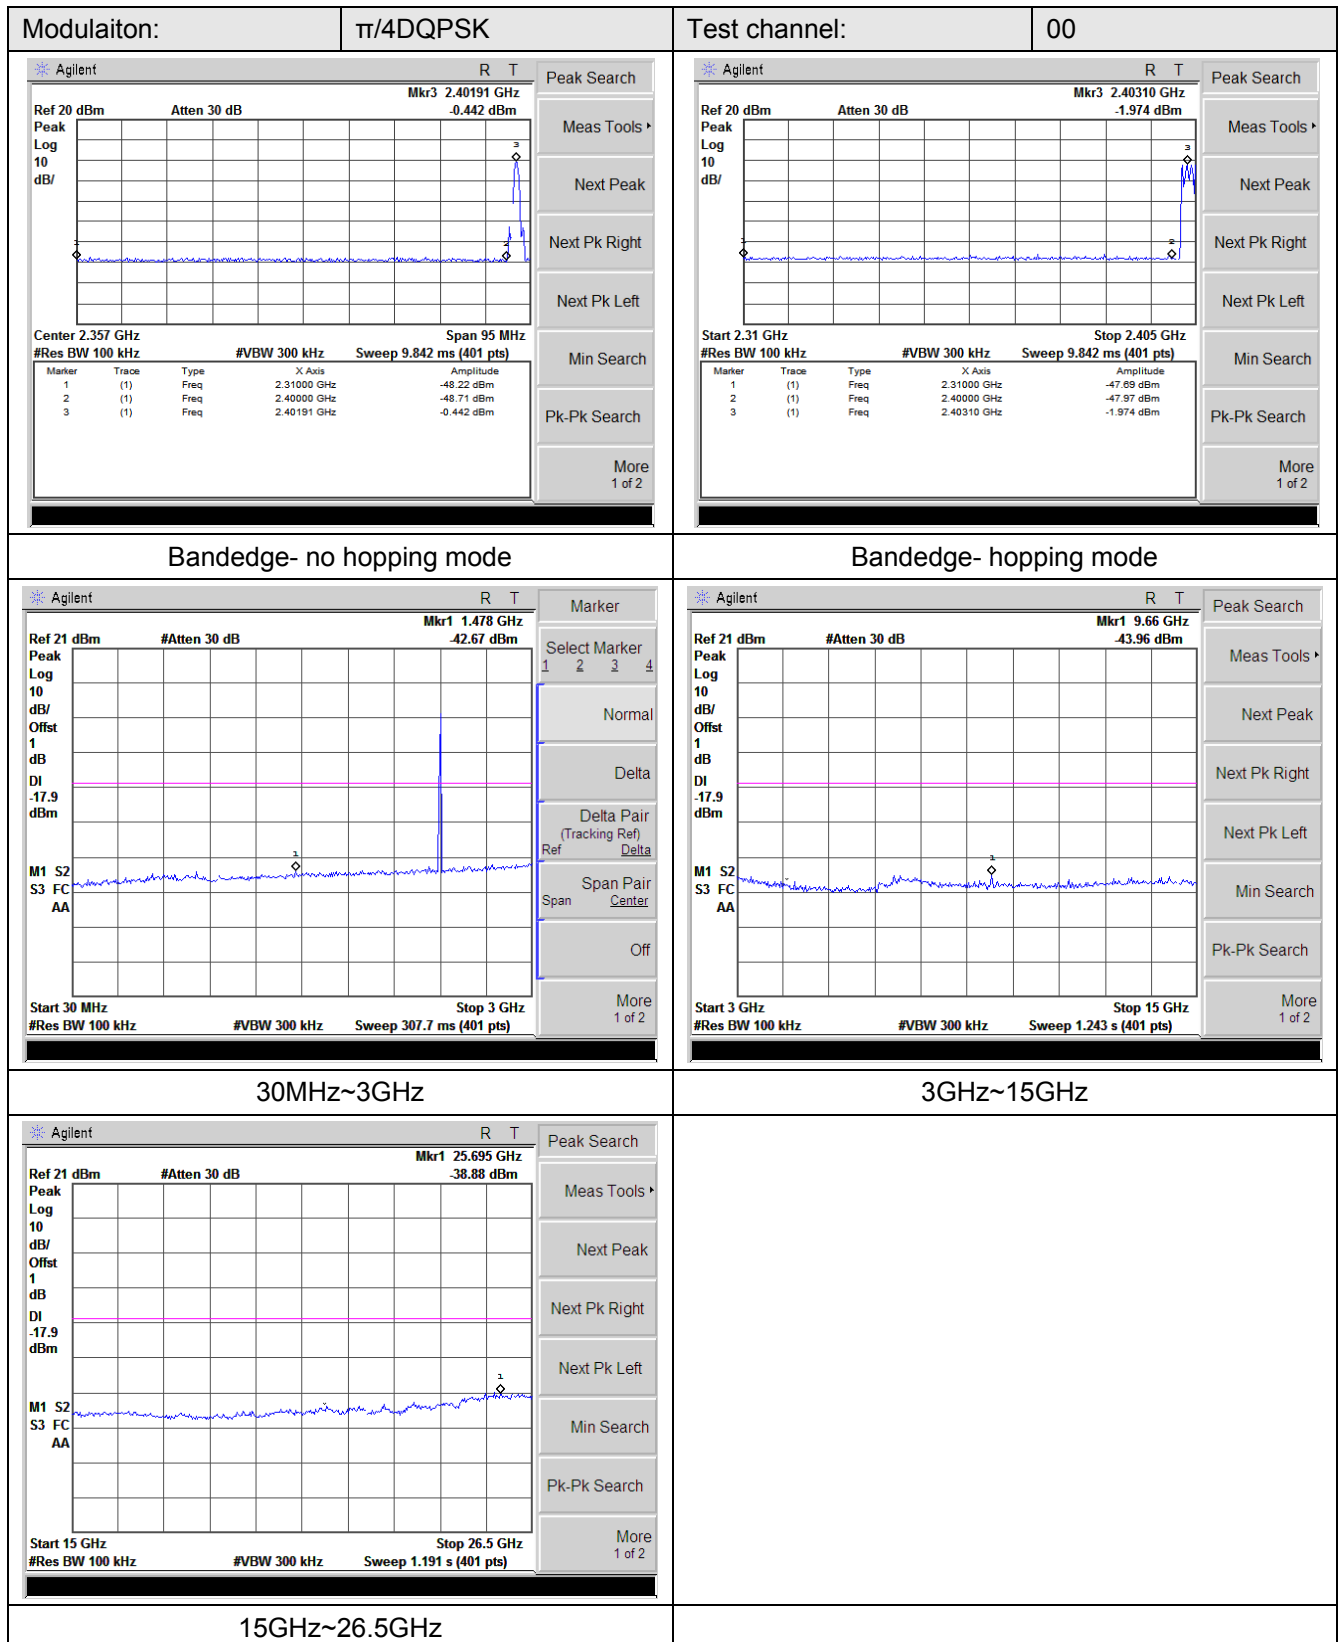 Modulaiton: π/4DQPSK Test channel: 00
Agilent R T
Peak Search
Mkr3 2.40191 GHz
Ref 20 dBm Atten 30 dB -0.442 dBm
Peak
Log
10
dB/
3
1
2
Center 2.357 GHz Span 95 MHz
#Res BW 100 kHz #VBW 300 kHz Sweep 9.842 ms (401 pts)
Marker Trace Type X Axis Amplitude
1 (1) Freq 2.31000 GHz -48.22 dBm
2 (1) Freq 2.40000 GHz -48.71 dBm
3 (1) Freq 2.40191 GHz -0.442 dBm
Meas Tools
Next Peak
Next Pk Right
Next Pk Left
Min Search
Pk-Pk Search
More
1 of 2
Agilent R T
Peak Search
Mkr3 2.40310 GHz
Ref 20 dBm Atten 30 dB -1.974 dBm
Peak
Log
10
dB/
3
1
2
Start 2.31 GHz Stop 2.405 GHz
#Res BW 100 kHz #VBW 300 kHz Sweep 9.842 ms (401 pts)
Marker Trace Type X Axis Amplitude
1 (1) Freq 2.31000 GHz -47.69 dBm
2 (1) Freq 2.40000 GHz -47.97 dBm
3 (1) Freq 2.40310 GHz -1.974 dBm
Meas Tools
Next Peak
Next Pk Right
Next Pk Left
Min Search
Pk-Pk Search
More
1 of 2
Bandedge- no hopping mode
Bandedge- hopping mode
Agilent R T
Marker
Mkr1 1.478 GHz
Ref 21 dBm #Atten 30 dB -42.67 dBm
Peak
Log
10
dB/
Offst
1
dB
DI
-17.9
dBm
1
M1 S2
S3 FC
AA
Start 30 MHz Stop 3 GHz
#Res BW 100 kHz #VBW 300 kHz Sweep 307.7 ms (401 pts)
Select Marker
1 2 3 4
Normal
Delta
Delta Pair
(Tracking Ref)
Ref Delta
Span Pair
Span Center
Off
More
1 of 2
Agilent R T
Peak Search
Mkr1 9.66 GHz
Ref 21 dBm #Atten 30 dB -43.96 dBm
Peak
Log
10
dB/
Offst
1
dB
DI
-17.9
dBm
1
M1 S2
S3 FC
AA
Start 3 GHz Stop 15 GHz
#Res BW 100 kHz #VBW 300 kHz Sweep 1.243 s (401 pts)
Meas Tools
Next Peak
Next Pk Right
Next Pk Left
Min Search
Pk-Pk Search
More
1 of 2
30MHz~3GHz
3GHz~15GHz
Agilent R T
Peak Search
Mkr1 25.695 GHz
Ref 21 dBm #Atten 30 dB -38.88 dBm
Peak
Log
10
dB/
Offst
1
dB
DI
-17.9
dBm
1
M1 S2
S3 FC
AA
Start 15 GHz Stop 26.5 GHz
#Res BW 100 kHz #VBW 300 kHz Sweep 1.191 s (401 pts)
Meas Tools
Next Peak
Next Pk Right
Next Pk Left
Min Search
Pk-Pk Search
More
1 of 2
15GHz~26.5GHz